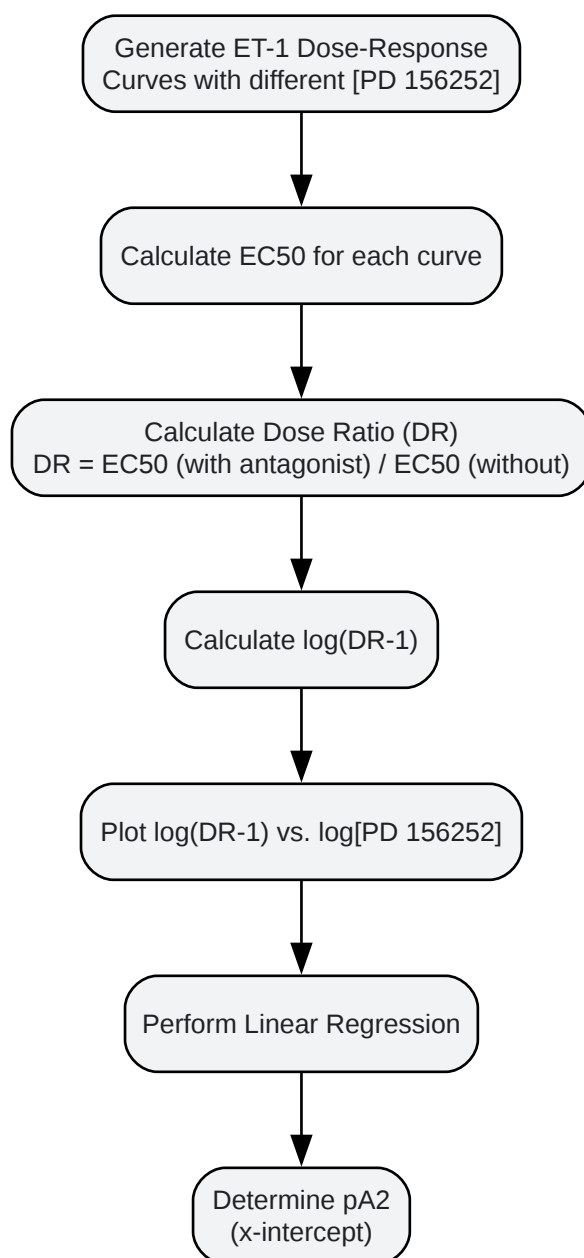 Generate ET-1 Dose-Response
Curves with different [PD 156252]
Calculate EC50 for each curve
Calculate Dose Ratio (DR)
DR = EC50 (with antagonist) / EC50 (without)
Calculate log(DR-1)
Plot log(DR-1) vs. log[PD 156252]
Perform Linear Regression
Determine pA2
(x-intercept)